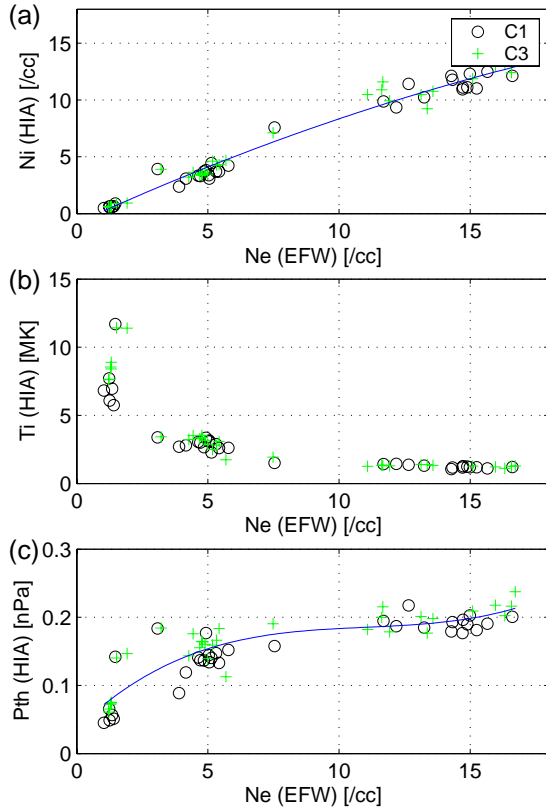 (a)
C1
C3
15
10
5
0
Ni (HIA) [/cc]
0 5 10 15
Ne (EFW) [/cc]
(b)
15
10
5
0
Ti (HIA) [MK]
0 5 10 15
Ne (EFW) [/cc]
(c)
0.3
0.2
0.1
0
Pth (HIA) [nPa]
0 5 10 15
Ne (EFW) [/cc]